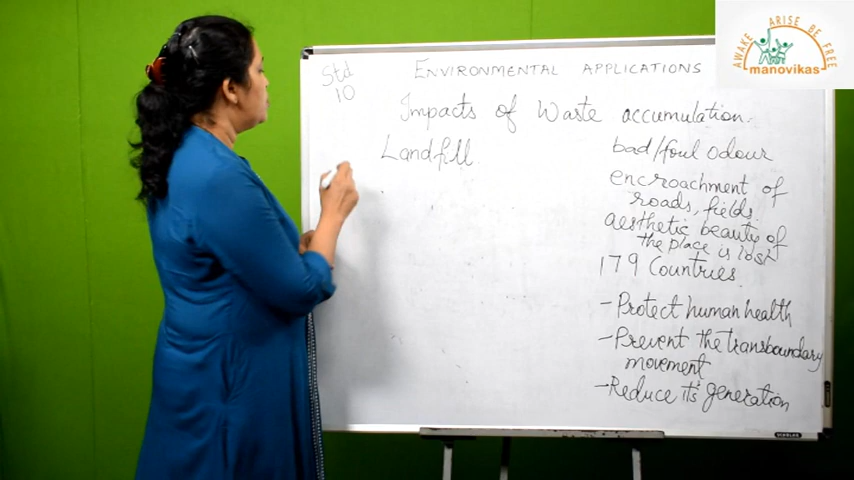 Std
10
ENVIRONMENTAL APPLICATIONS
Impacts of Waste accumulation.
Landfill
bad/foul odour
encroachment of
roads, fields.
aesthetic beauty of
the place is lost
179 Countries.
- Protect human health
- Prevent the transboundary
movement
- Reduce its generation
AWAKE ARISE BE FREE
manovikas